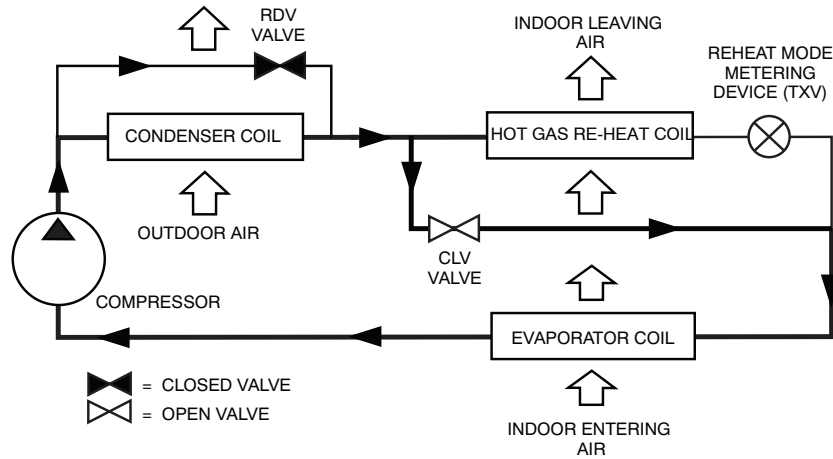 RDV
VALVE
INDOOR LEAVING
AIR
REHEAT MODE
METERING
DEVICE (TXV)
CONDENSER COIL
HOT GAS RE-HEAT COIL
OUTDOOR AIR
CLV
VALVE
COMPRESSOR
EVAPORATOR COIL
= CLOSED VALVE
= OPEN VALVE
INDOOR ENTERING
AIR